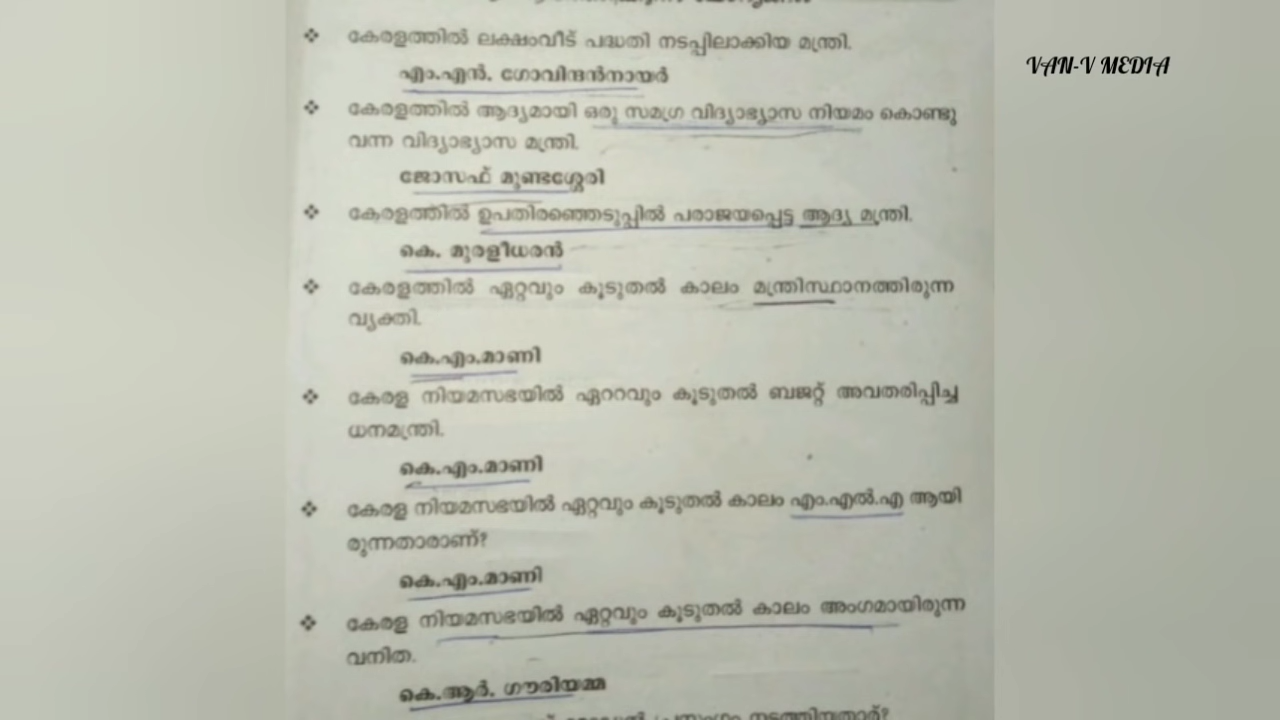 VAN-V MEDIA
❖ കേരളത്തിൽ ലക്ഷംവീട് പദ്ധതി നടപ്പിലാക്കിയ മന്ത്രി.
എം.എൻ. ഗോവിന്ദൻനായർ
❖ കേരളത്തിൽ ആദ്യമായി ഒരു സമഗ്ര വിദ്യാഭ്യാസ നിയമം കൊണ്ടു
വന്ന വിദ്യാഭ്യാസ മന്ത്രി.
ജോസഫ് മുണ്ടശ്ശേരി
❖ കേരളത്തിൽ ഉപതിരഞ്ഞെടുപ്പിൽ പരാജയപ്പെട്ട ആദ്യ മന്ത്രി.
കെ. മുരളീധരൻ
❖ കേരളത്തിൽ ഏറ്റവും കൂടുതൽ കാലം മന്ത്രിസ്ഥാനത്തിരുന്ന
വ്യക്തി.
കെ.എം.മാണി
❖ കേരള നിയമസഭയിൽ ഏററവും കൂടുതൽ ബജറ്റ് അവതരിപ്പിച്ച
ധനമന്ത്രി.
കെ.എം.മാണി
❖ കേരള നിയമസഭയിൽ ഏറ്റവും കൂടുതൽ കാലം എം.എൽ.എ ആയി
രുന്നതാരാണ്?
കെ.എം.മാണി
❖ കേരള നിയമസഭയിൽ ഏറ്റവും കൂടുതൽ കാലം അംഗമായിരുന്ന
വനിത.
കെ.ആർ. ഗൗരിയമ്മ